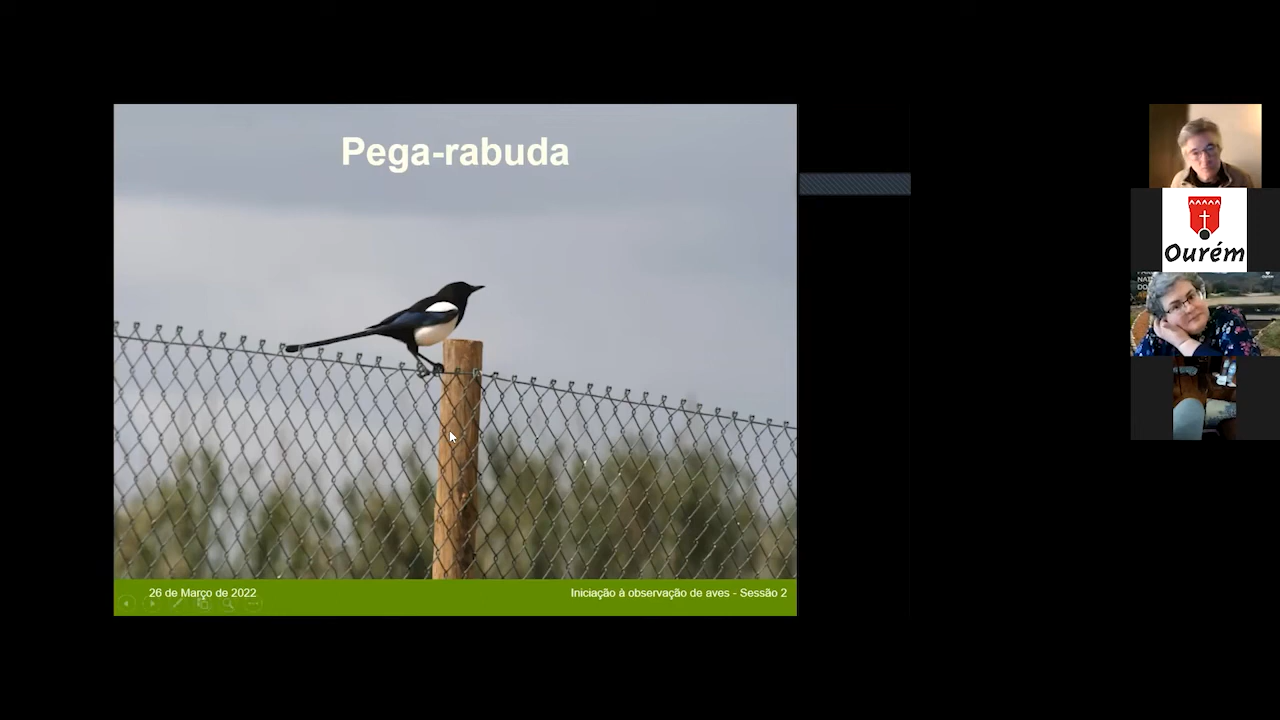 Pega-rabuda
26 de Março de 2022
Iniciação à observação de aves - Sessão 2
Ourém